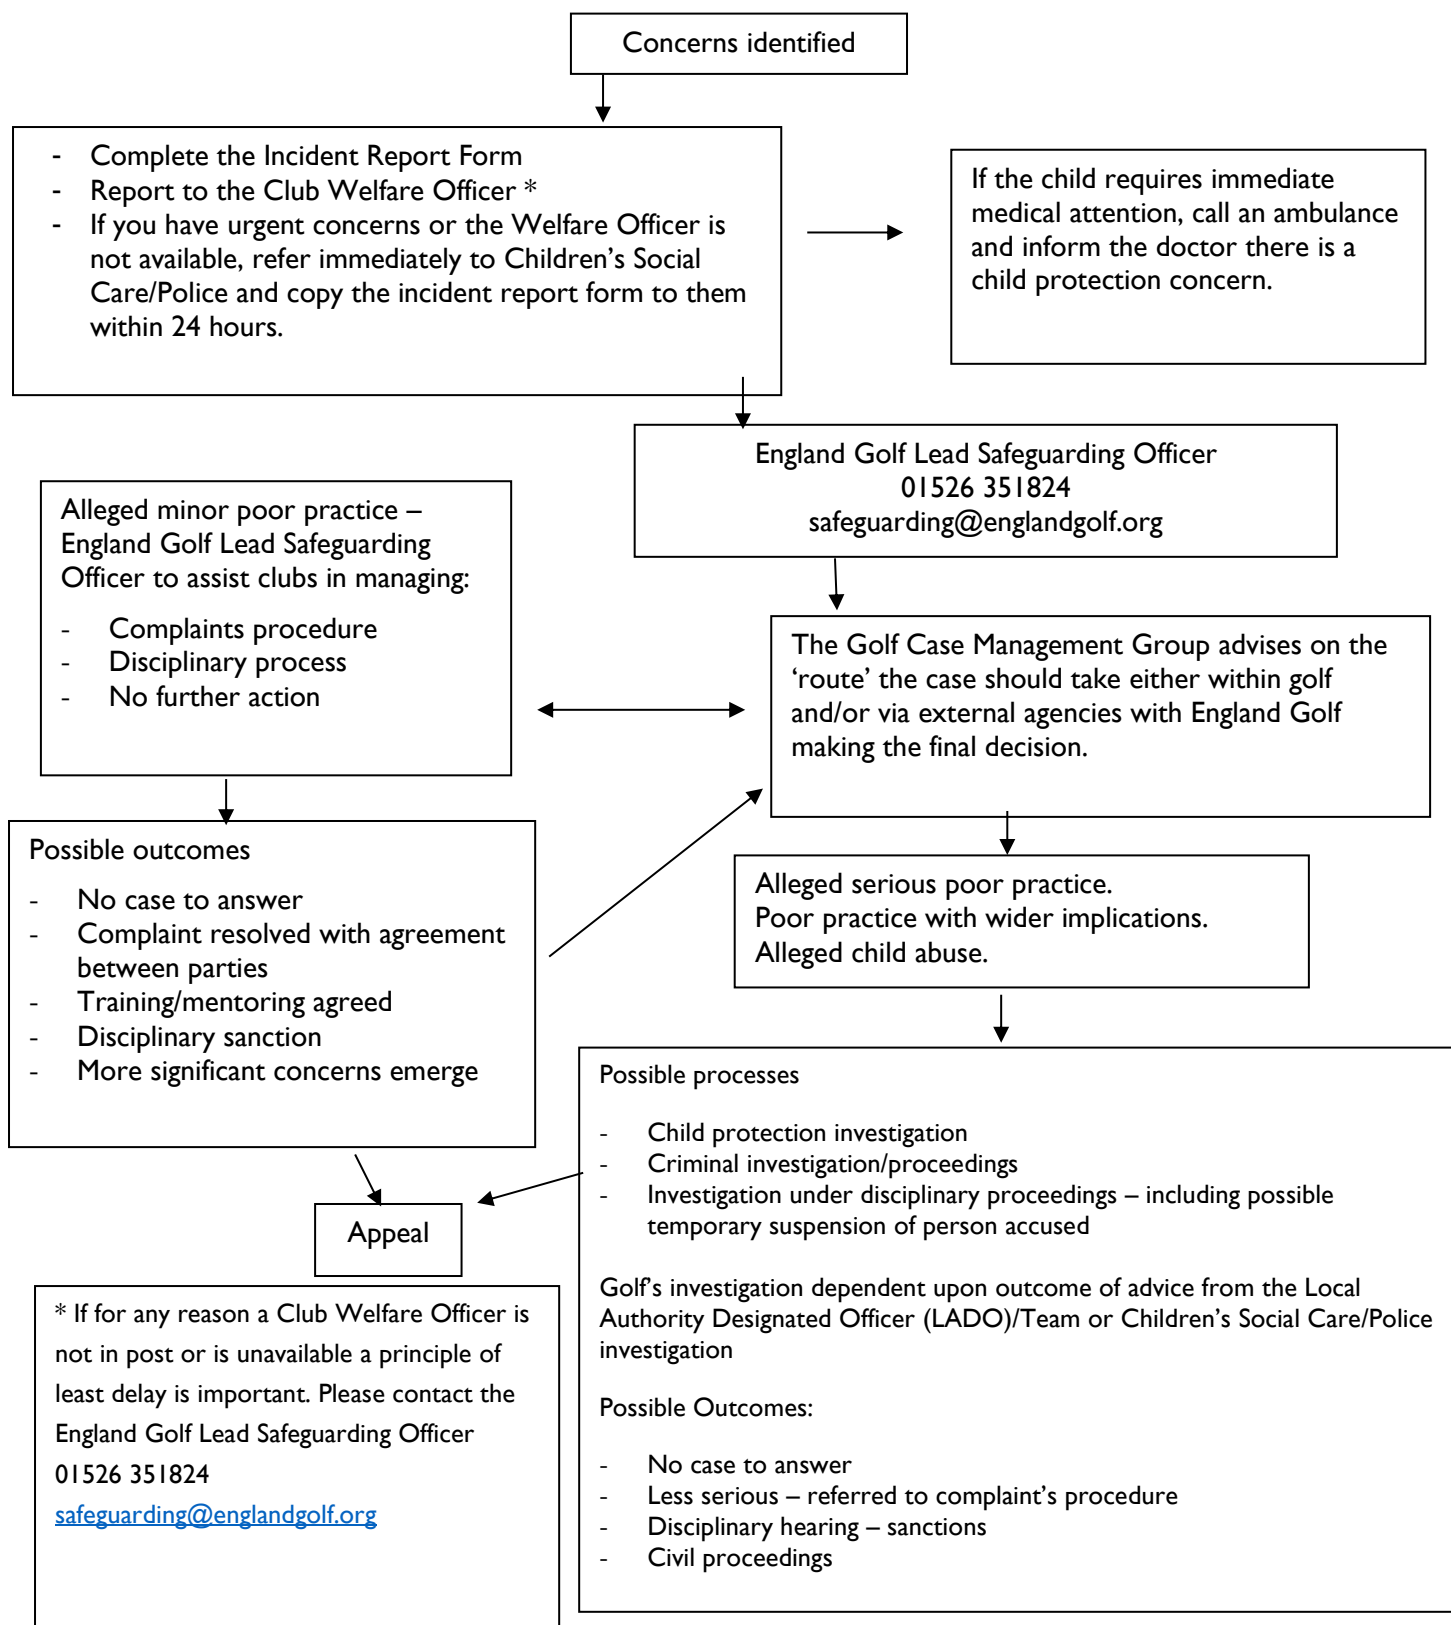 Concerns identified
- Complete the Incident Report Form
- Report to the Club Welfare Officer *
- If you have urgent concerns or the Welfare Officer is
not available, refer immediately to Children’s Social
Care/Police and copy the incident report form to them
within 24 hours.
If the child requires immediate
medical attention, call an ambulance
and inform the doctor there is a
child protection concern.
England Golf Lead Safeguarding Officer
01526 351824
safeguarding@englandgolf.org
Alleged minor poor practice –
England Golf Lead Safeguarding
Officer to assist clubs in managing:
- Complaints procedure
- Disciplinary process
- No further action
The Golf Case Management Group advises on the
‘route’ the case should take either within golf
and/or via external agencies with England Golf
making the final decision.
Possible outcomes
- No case to answer
- Complaint resolved with agreement
between parties
- Training/mentoring agreed
- Disciplinary sanction
- More significant concerns emerge
Alleged serious poor practice.
Poor practice with wider implications.
Alleged child abuse.
Possible processes
- Child protection investigation
- Criminal investigation/proceedings
- Investigation under disciplinary proceedings – including possible
temporary suspension of person accused
Golf’s investigation dependent upon outcome of advice from the Local
Authority Designated Officer (LADO)/Team or Children’s Social Care/Police
investigation
Possible Outcomes:
- No case to answer
- Less serious – referred to complaint’s procedure
- Disciplinary hearing – sanctions
- Civil proceedings
Appeal
* If for any reason a Club Welfare Officer is
not in post or is unavailable a principle of
least delay is important. Please contact the
England Golf Lead Safeguarding Officer
01526 351824
safeguarding@englandgolf.org